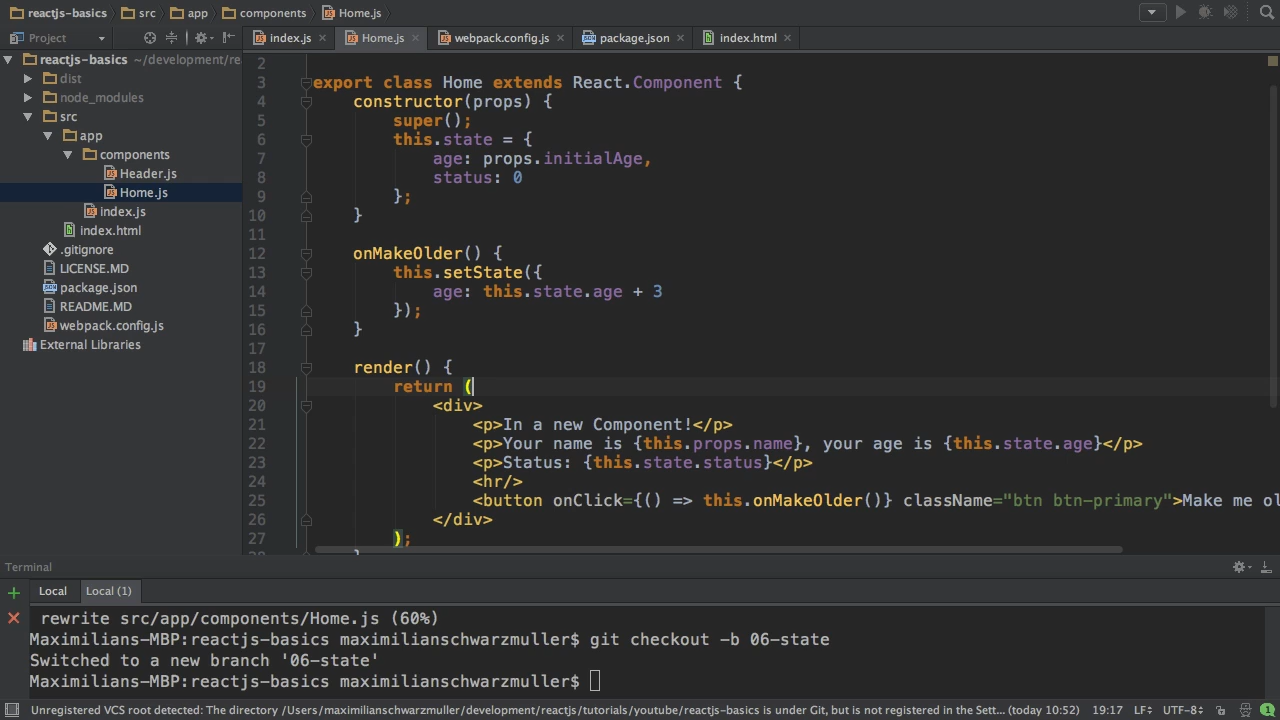 reactjs-basics src app components Home.js
Project index.js Home.js webpack.config.js package.json index.html
reactjs-basics ~/development/re
dist
node_modules
src
app
components
Header.js
Home.js
index.js
index.html
.gitignore
LICENSE.MD
package.json
README.MD
webpack.config.js
External Libraries
2
3 export class Home extends React.Component {
4 constructor(props) {
5 super();
6 this.state = {
7 age: props.initialAge,
8 status: 0
9 };
10 }
11
12 onMakeOlder() {
13 this.setState({
14 age: this.state.age + 3
15 });
16 }
17
18 render() {
19 return (
20 <div>
21 <p>In a new Component!</p>
22 <p>Your name is {this.props.name}, your age is {this.state.age}</p>
23 <p>Status: {this.state.status}</p>
24 <hr/>
25 <button onClick={() => this.onMakeOlder()} className="btn btn-primary">Make me ol
26 </div>
27 );
28 }
Terminal
Local Local (1)
rewrite src/app/components/Home.js (60%)
Maximilians-MBP:reactjs-basics maximilianschwarzmuller$ git checkout -b 06-state
Switched to a new branch '06-state'
Maximilians-MBP:reactjs-basics maximilianschwarzmuller$
Unregistered VCS root detected: The directory /Users/maximilianschwarzmuller/development/reactjs/tutorials/youtube/reactjs-basics is under Git, but is not registered in the Sett... (today 10:52) 19:17 LF÷ UTF-8÷ 1